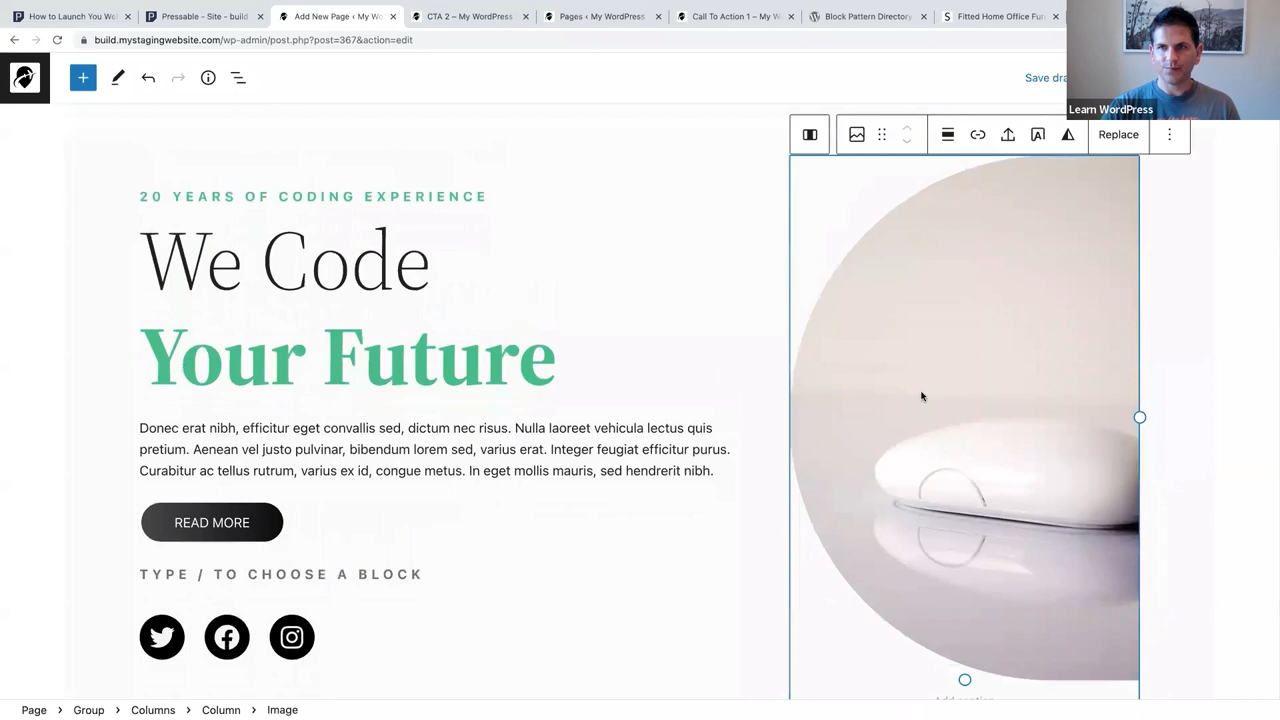 How to Launch You Wel
Pressable – Site - build
Add New Page ‹ My Wo
CTA 2 – My WordPress
Pages ‹ My WordPress
Call To Action 1 – My W
Block Pattern Directory
Fitted Home Office Fur
build.mystagingwebsite.com/wp-admin/post.php?post=367&action=edit
Save dra
Learn WordPress
Replace
20 YEARS OF CODING EXPERIENCE
We Code
Your Future
Donec erat nibh, efficitur eget convallis sed, dictum nec risus. Nulla laoreet vehicula lectus quis
pretium. Aenean vel justo pulvinar, bibendum lorem sed, varius erat. Integer feugiat efficitur purus.
Curabitur ac tellus rutrum, varius ex id, congue metus. In eget mollis mauris, sed hendrerit nibh.
READ MORE
TYPE / TO CHOOSE A BLOCK
Add caption
Page > Group > Columns > Column > Image